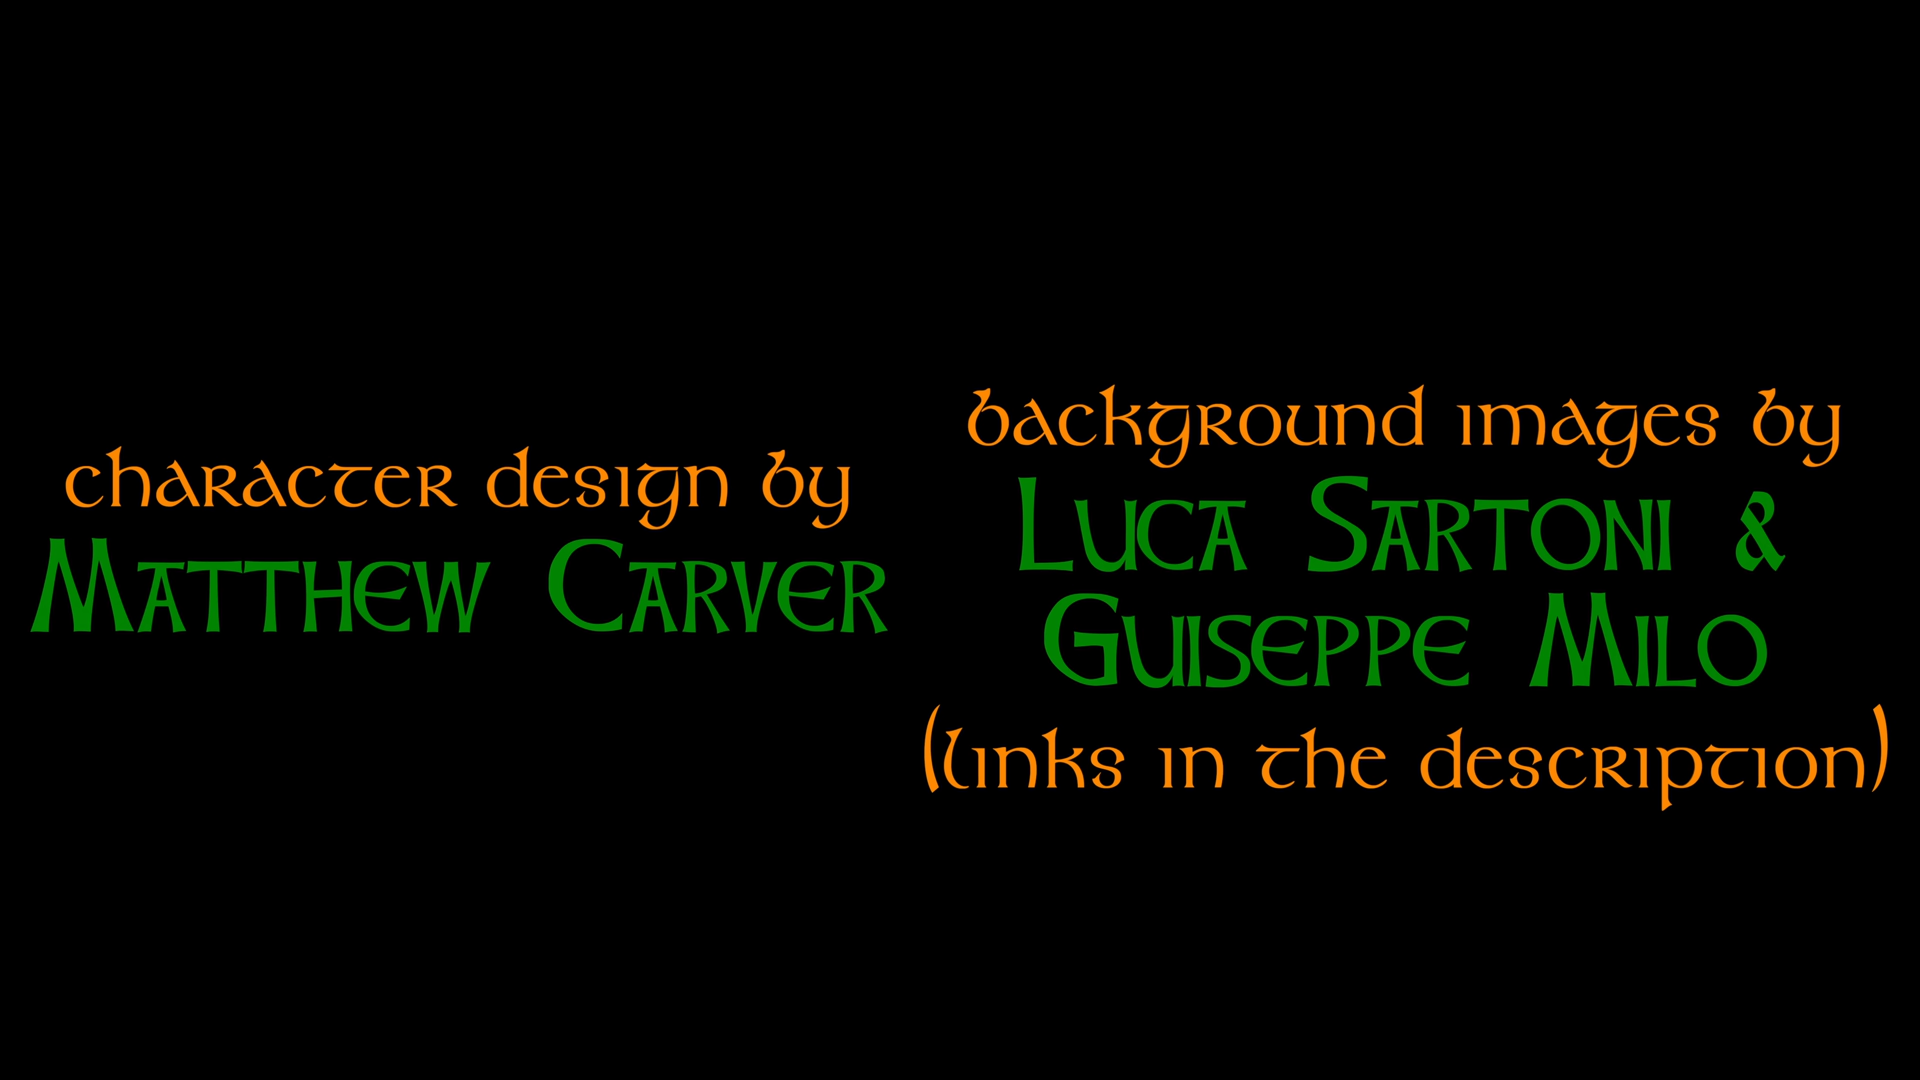 character design by
Matthew Carver
background images by
Luca Sartoni &
Guiseppe Milo
(links in the description)